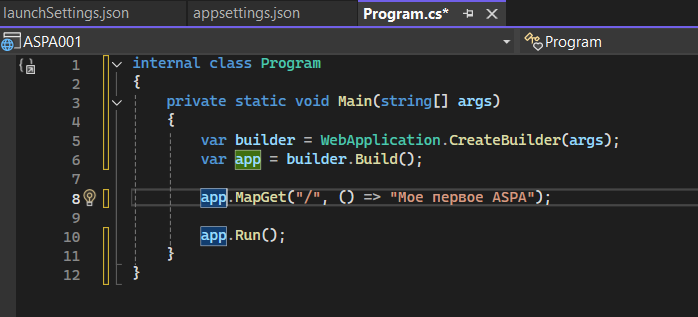 launchSettings.json appsettings.json Program.cs*
ASPA001 Program
1 internal class Program
2 {
3 private static void Main(string[] args)
4 {
5 var builder = WebApplication.CreateBuilder(args);
6 var app = builder.Build();
7
8 app.MapGet("/", () => "Мое первое ASPA");
9
10 app.Run();
11 }
12 }